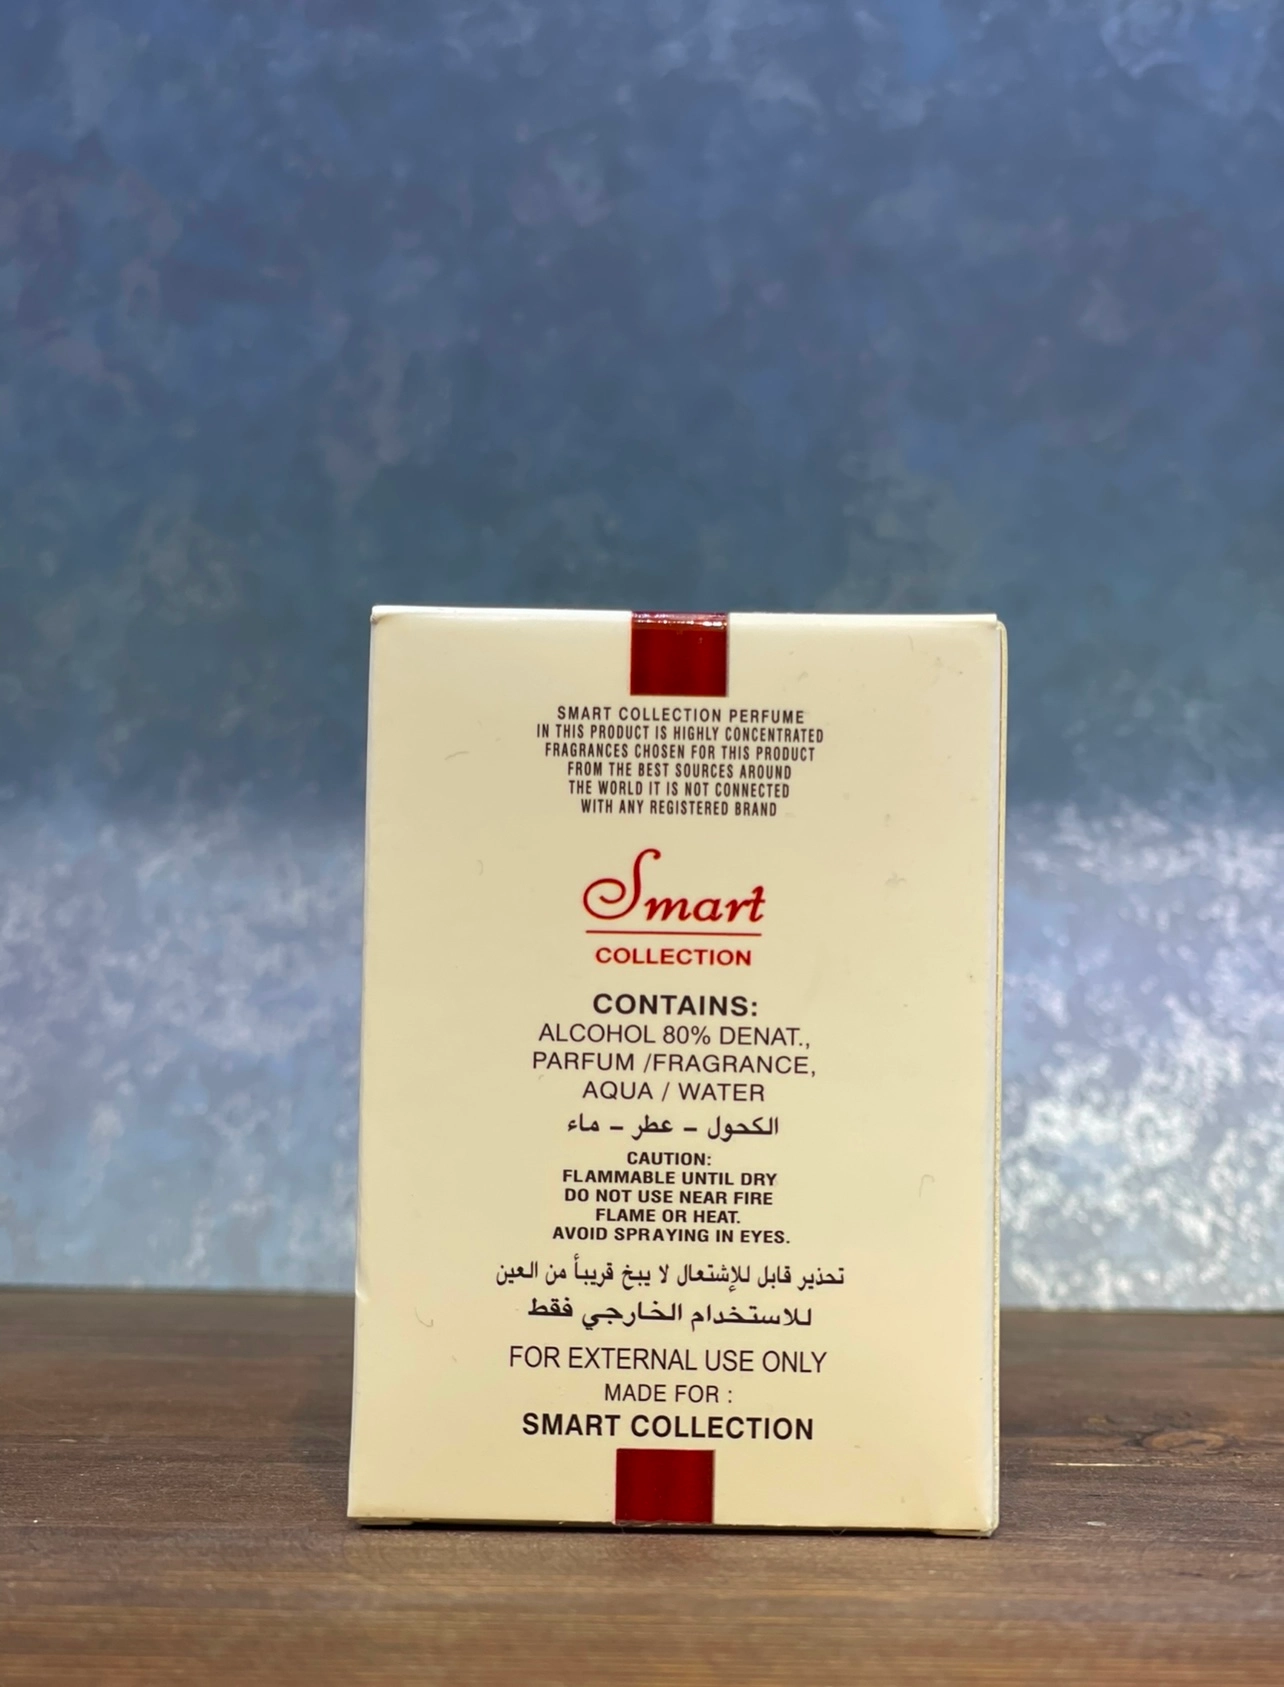 SMART COLLECTION PERFUME
IN THIS PRODUCT IS HIGHLY CONCENTRATED
FRAGRANCES CHOSEN FOR THIS PRODUCT
FROM THE BEST SOURCES AROUND
THE WORLD IT IS NOT CONNECTED
WITH ANY REGISTERED BRAND
Smart
COLLECTION
CONTAINS:
ALCOHOL 80% DENAT.,
PARFUM /FRAGRANCE,
AQUA / WATER
الكحول – عطر – ماء
CAUTION:
FLAMMABLE UNTIL DRY
DO NOT USE NEAR FIRE
FLAME OR HEAT.
AVOID SPRAYING IN EYES.
تحذير قابل للإشتعال لا يبخ قريبأ من العين
للاستخدام الخارجي فقط
FOR EXTERNAL USE ONLY
MADE FOR :
SMART COLLECTION